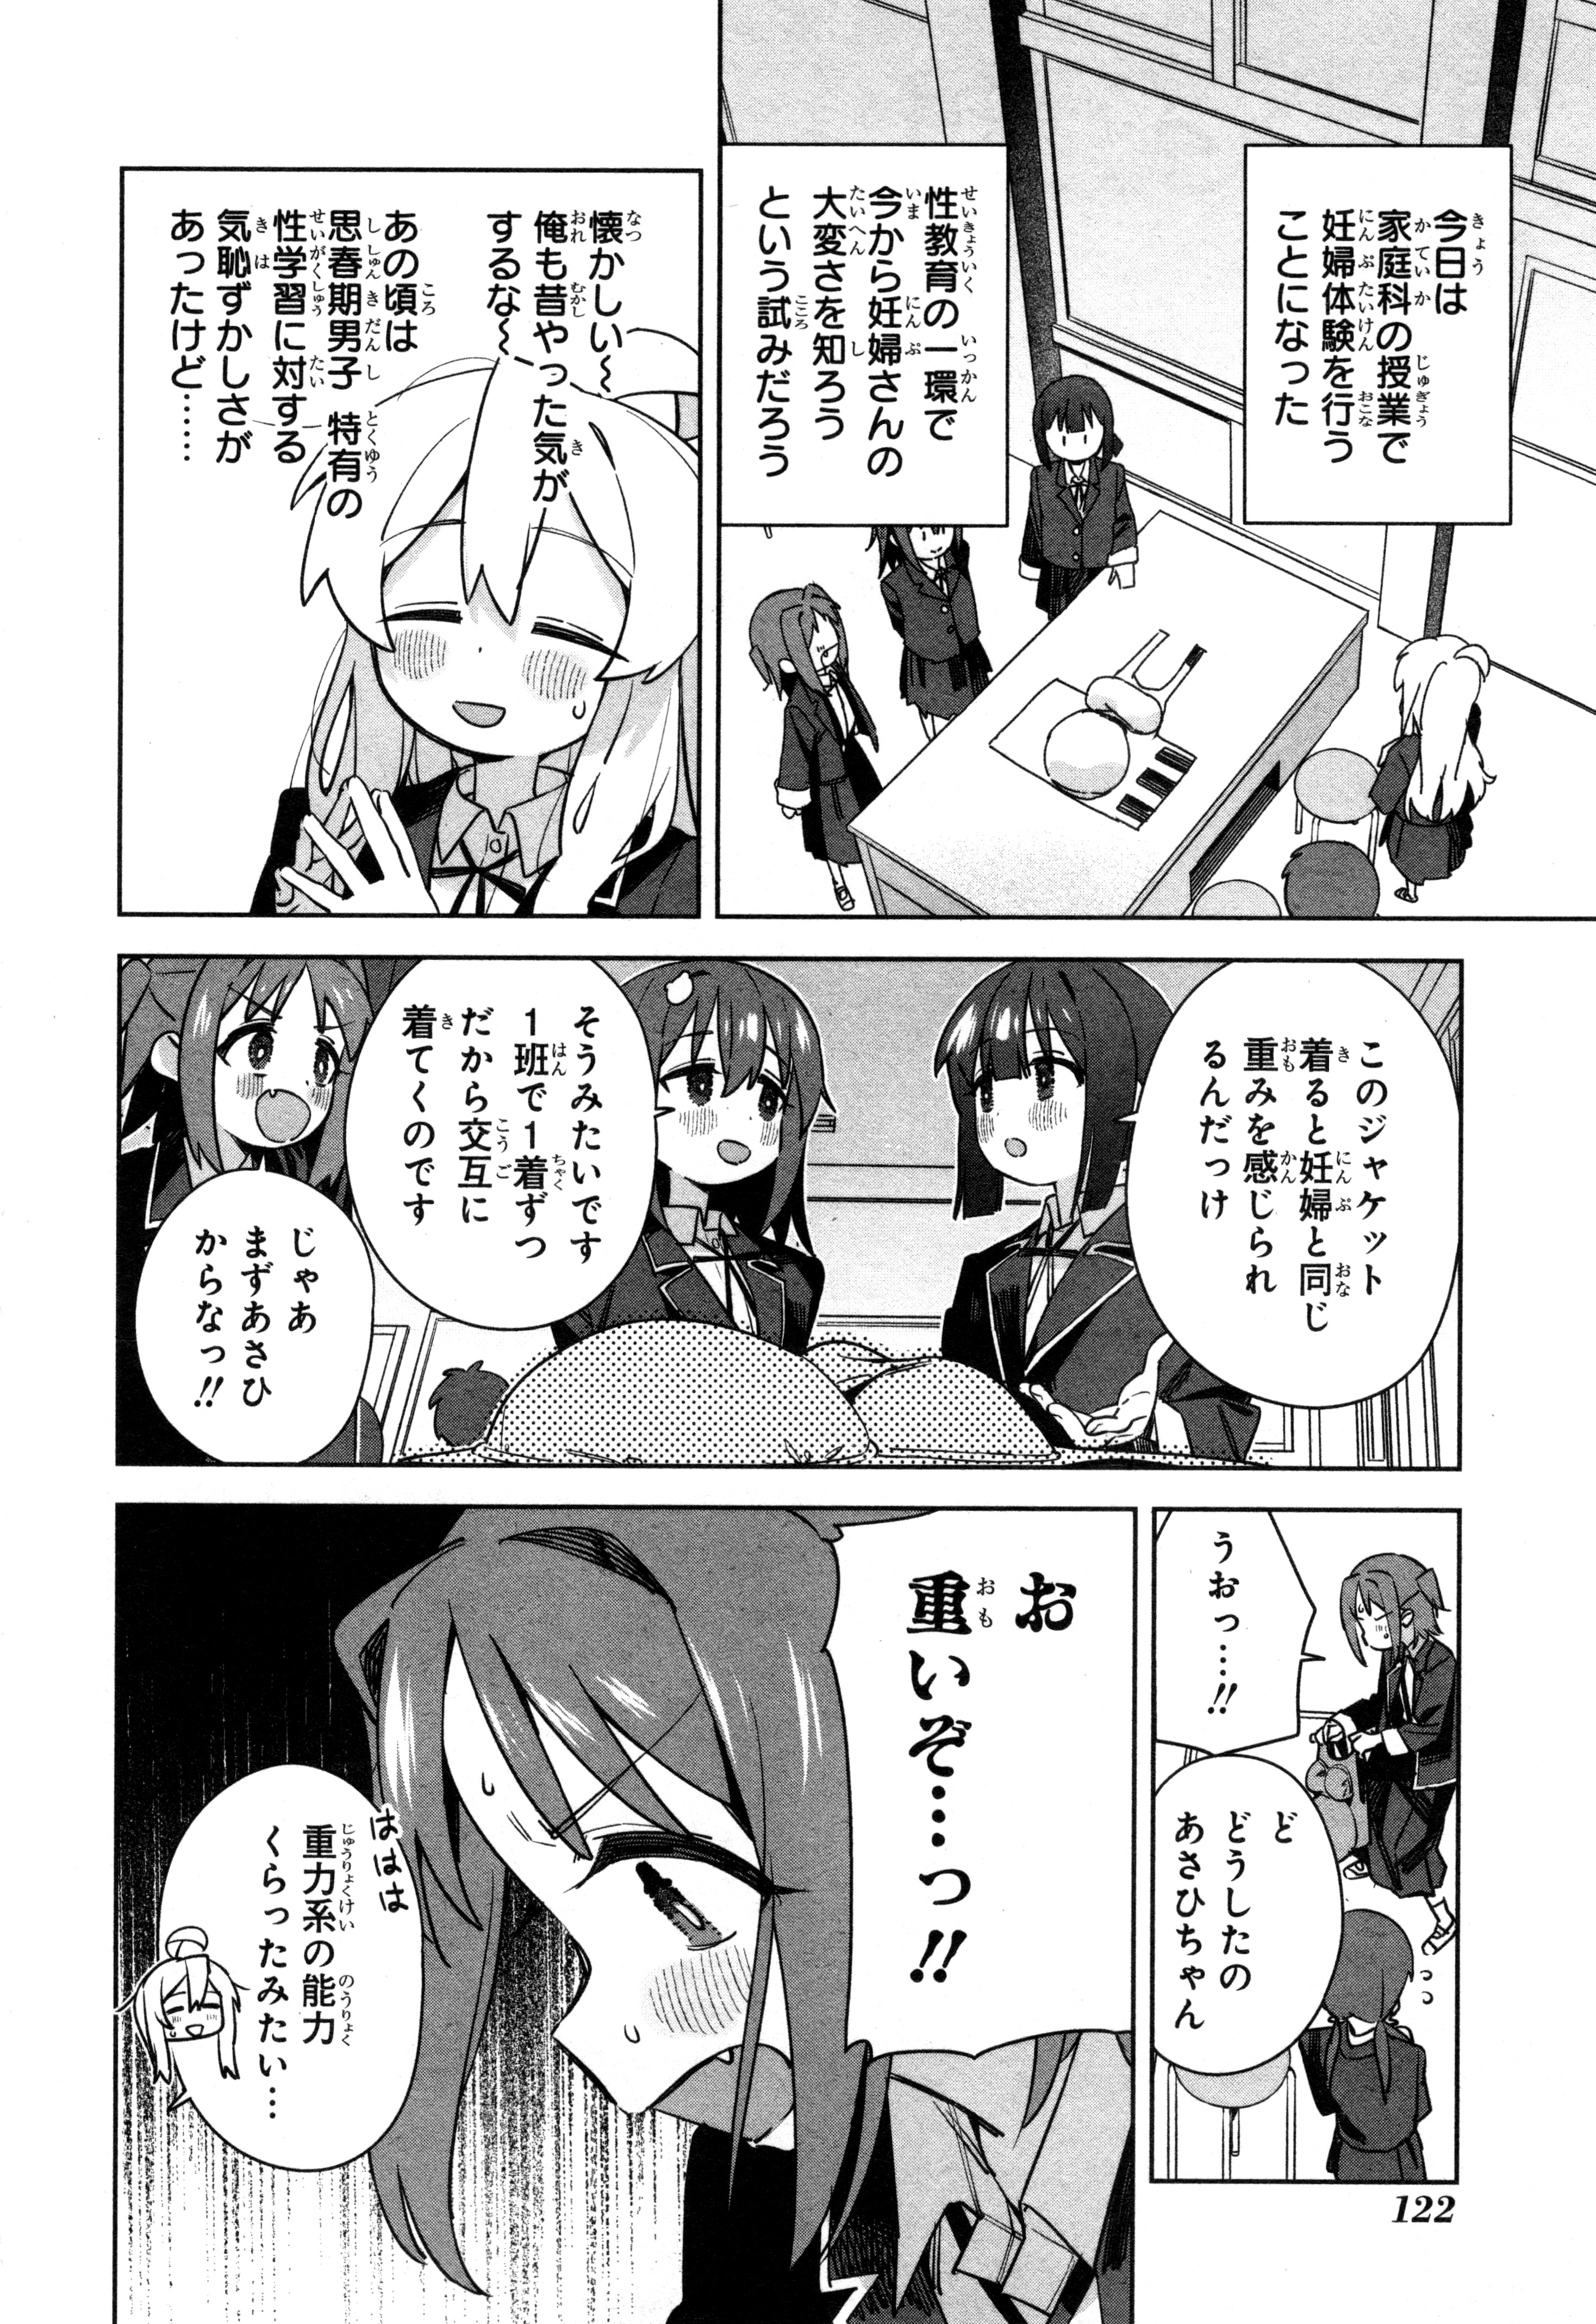 今日は
家庭科の授業で
妊婦体験を行う
ことになった
性教育の一環で
今から妊婦さんの
大変さを知ろう
という試みだろう
懐かしい～
俺も昔やった気が
するな～
あの頃は
思春期男子特有の
性学習に対する
気恥ずかしさが
あったけど……
このジャケット
着ると妊婦と同じ
重みを感じられ
るんだっけ
そうみたいです
1班で1着ずつ
だから交互に
着てくのです
じゃあ
まずあさひ
からなっ!!
うおっ…!!
ど
どうしたの
あさひちゃん
お
重いぞ…っ!!
ははは
重力系の能力
くらったみたい…
122